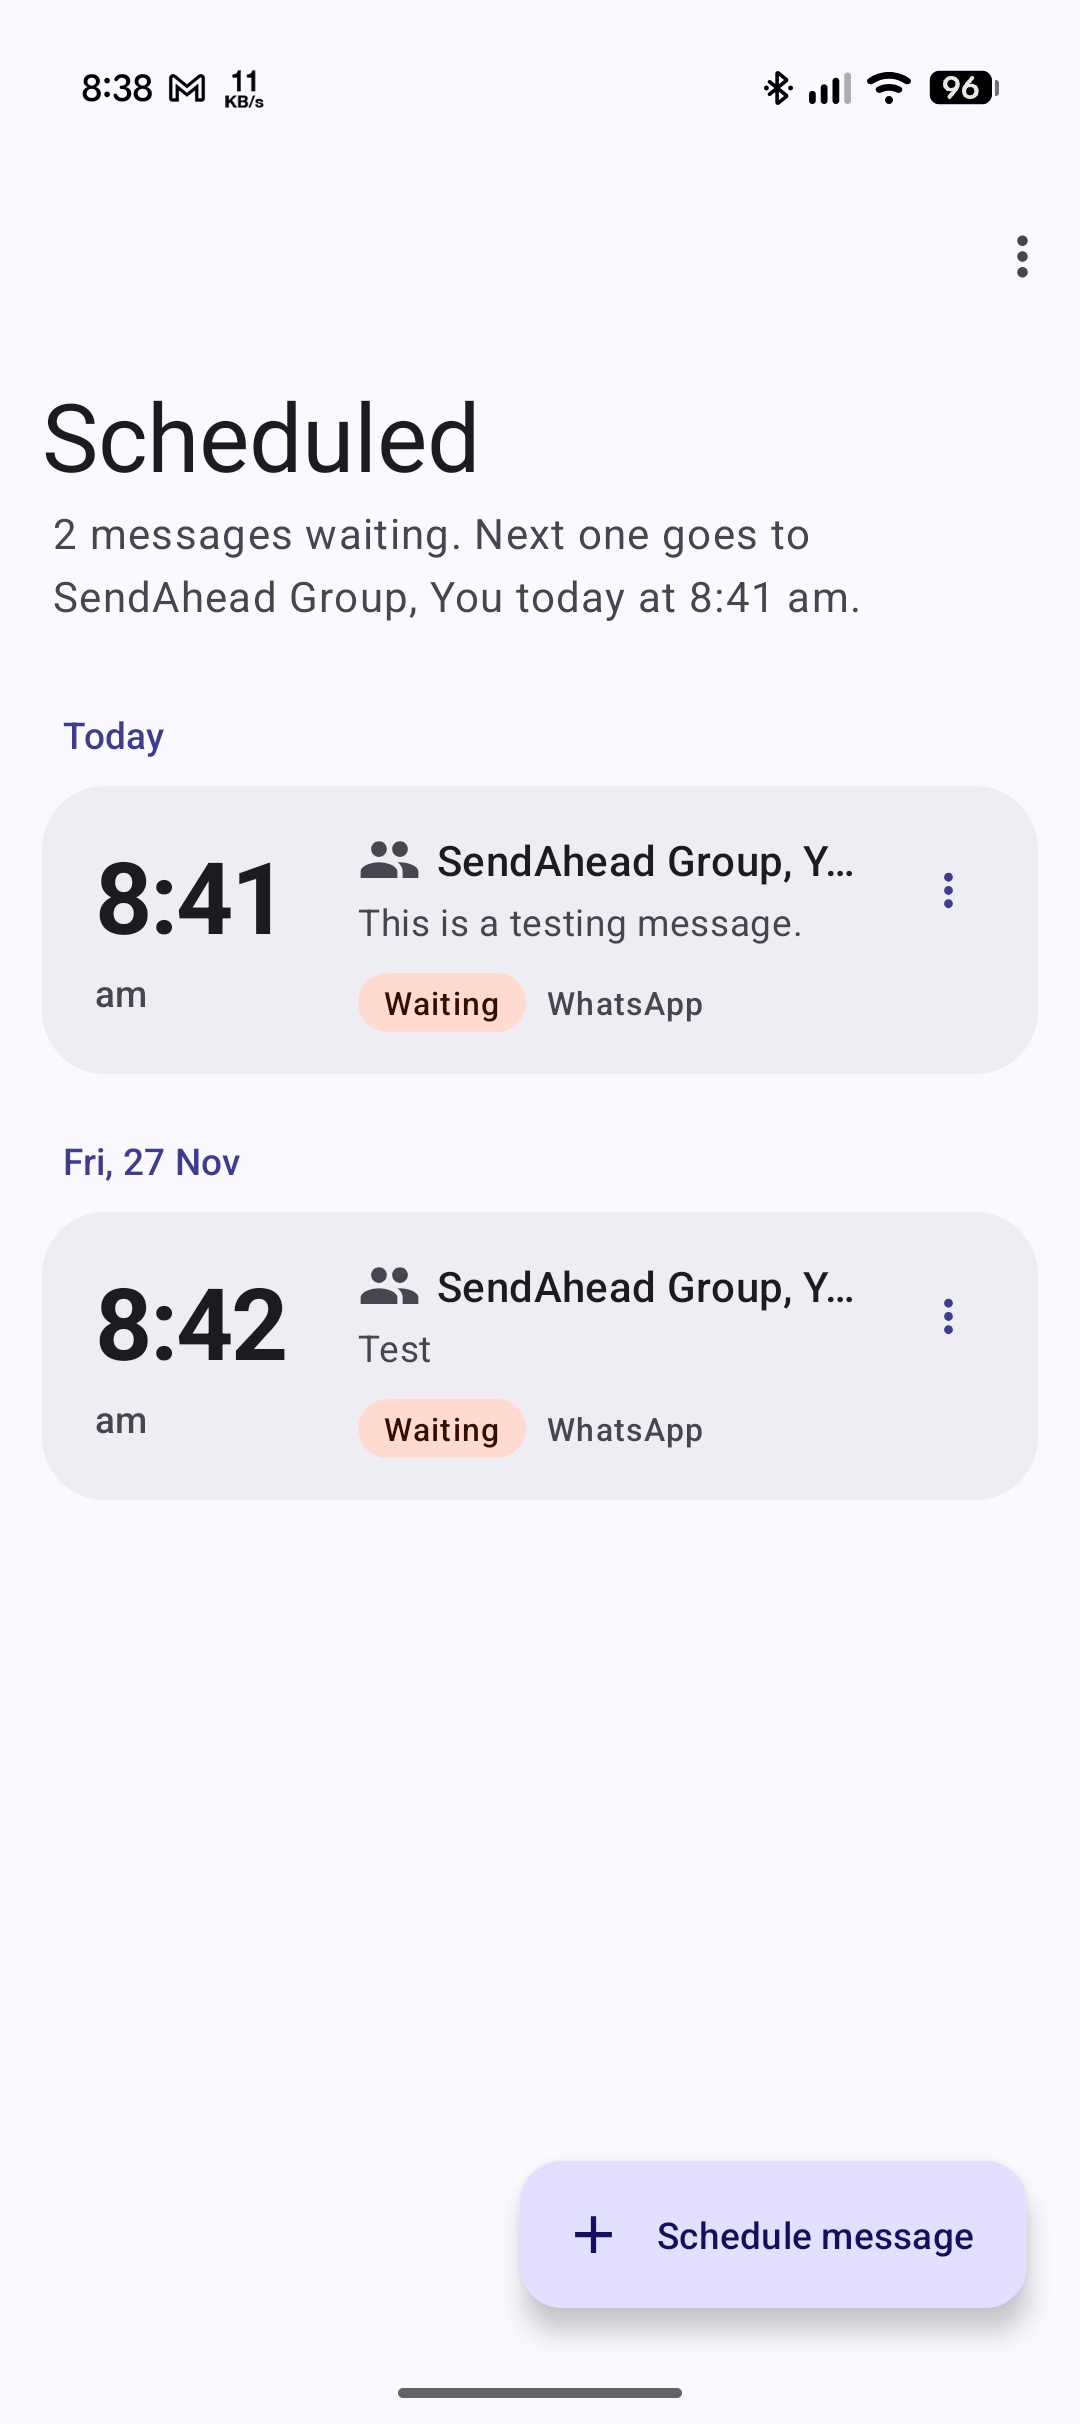 8:38 11 KB/s 96
Scheduled
2 messages waiting. Next one goes to
SendAhead Group, You today at 8:41 am.
Today
8:41 am
SendAhead Group, Y...
This is a testing message.
Waiting WhatsApp
Fri, 27 Nov
8:42 am
SendAhead Group, Y...
Test
Waiting WhatsApp
+ Schedule message